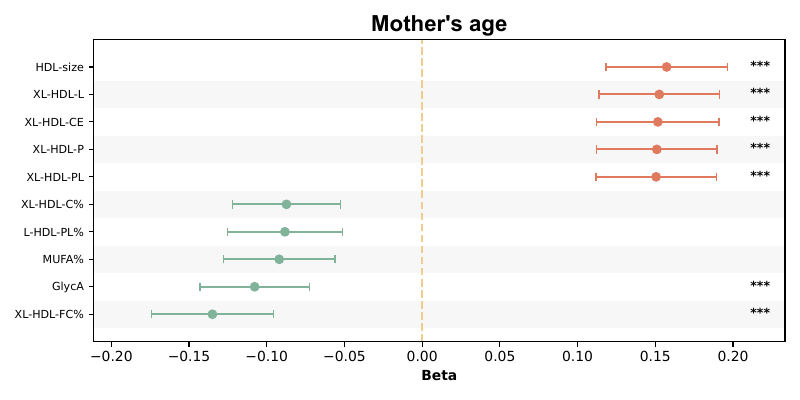 Mother's age
HDL-size ***
XL-HDL-L ***
XL-HDL-CE ***
XL-HDL-P ***
XL-HDL-PL ***
XL-HDL-C%
L-HDL-PL%
MUFA%
GlycA ***
XL-HDL-FC% ***
−0.20 −0.15 −0.10 −0.05 0.00 0.05 0.10 0.15 0.20
Beta